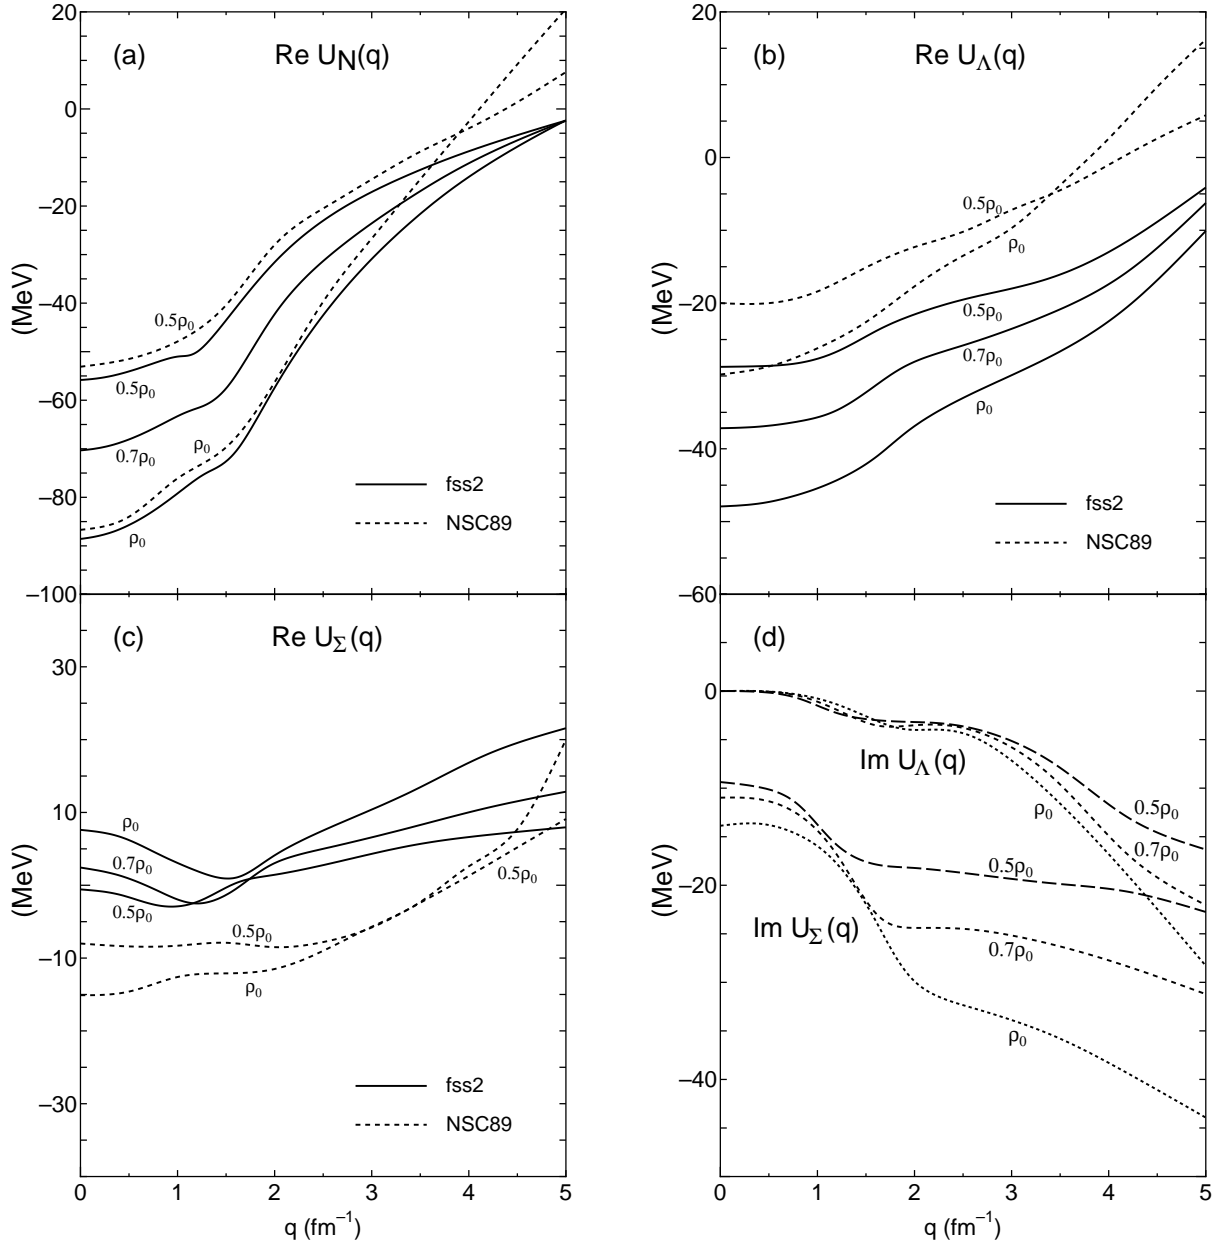 (a) Re U_N(q)
20
0
−20
−40
−60
−80
−100
(MeV)
0.5ρ₀
0.5ρ₀
0.7ρ₀
ρ₀
ρ₀
fss2
NSC89
(b) Re U_Λ(q)
20
0
−20
−40
−60
(MeV)
0.5ρ₀
ρ₀
0.5ρ₀
0.7ρ₀
ρ₀
fss2
NSC89
(c) Re U_Σ(q)
30
10
−10
−30
(MeV)
ρ₀
0.7ρ₀
0.5ρ₀
0.5ρ₀
0.5ρ₀
ρ₀
fss2
NSC89
0 1 2 3 4 5
q (fm⁻¹)
(d)
0
−20
−40
(MeV)
Im U_Λ(q)
0.5ρ₀
ρ₀
0.7ρ₀
0.5ρ₀
Im U_Σ(q)
0.7ρ₀
ρ₀
0 1 2 3 4 5
q (fm⁻¹)